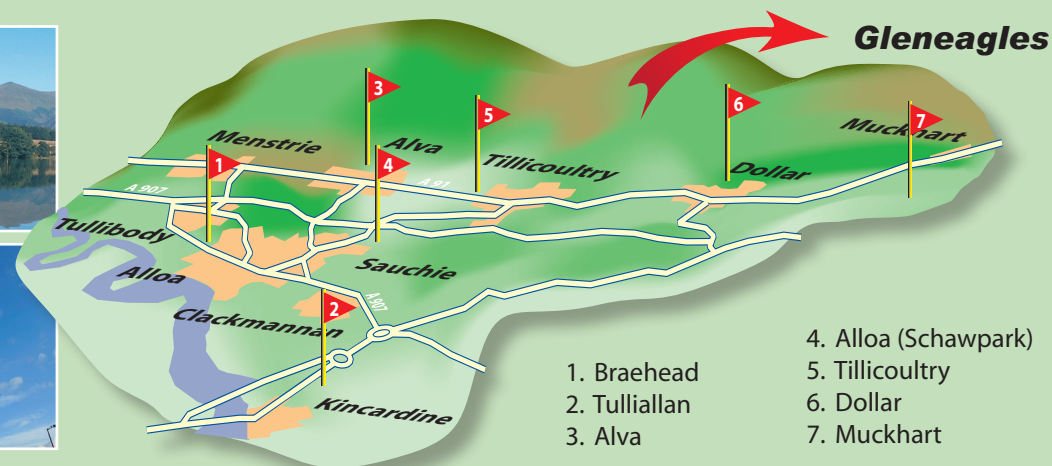 Gleneagles
3
6
5
7
Muckhart
Menstrie
Alva
1
4
Tillicoultry
Dollar
A 907
A 91
Tullibody
Sauchie
Alloa
A 907
2
Clackmannan
Kincardine
1. Braehead
2. Tulliallan
3. Alva
4. Alloa (Schawpark)
5. Tillicoultry
6. Dollar
7. Muckhart